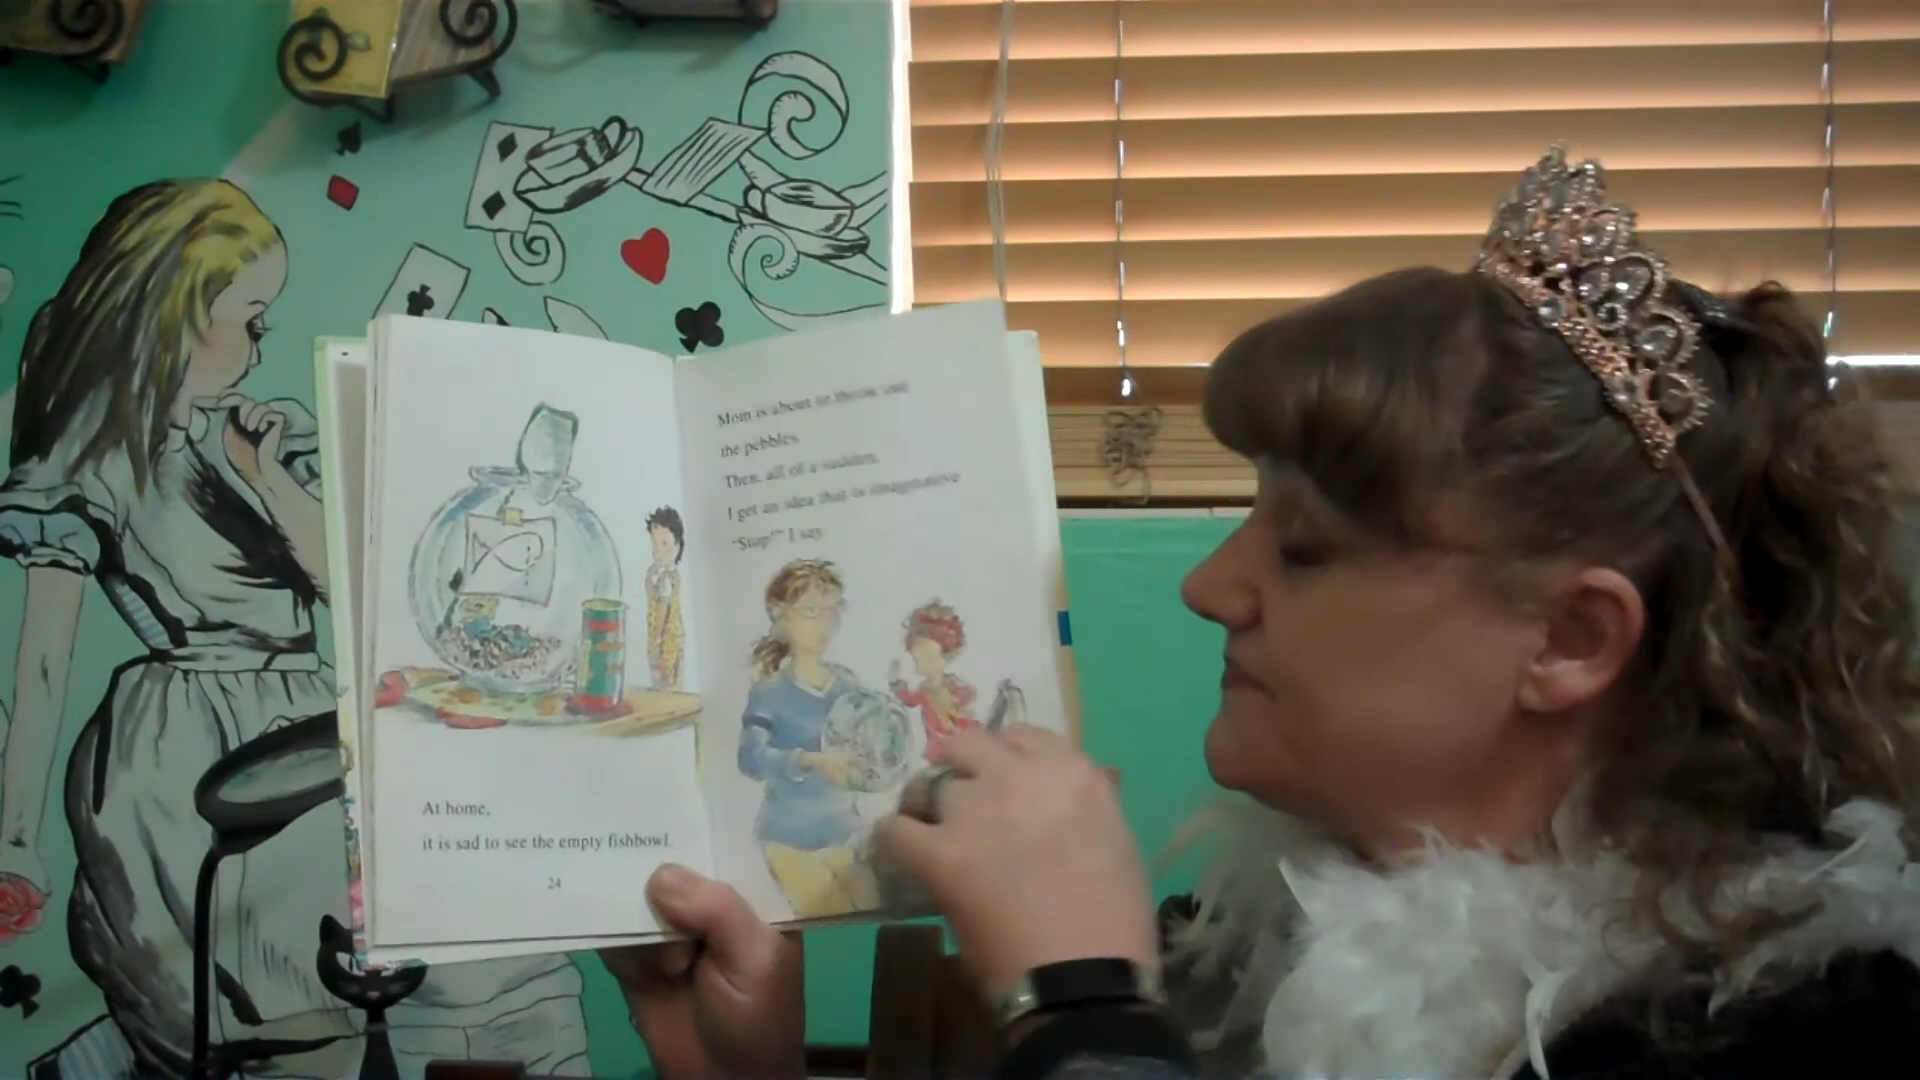 At home,
it is sad to see the empty fishbowl.
24
Mom is about to throw out
the pebbles.
Then, all of a sudden,
I get an idea that is imaginative
"Stop!" I say.